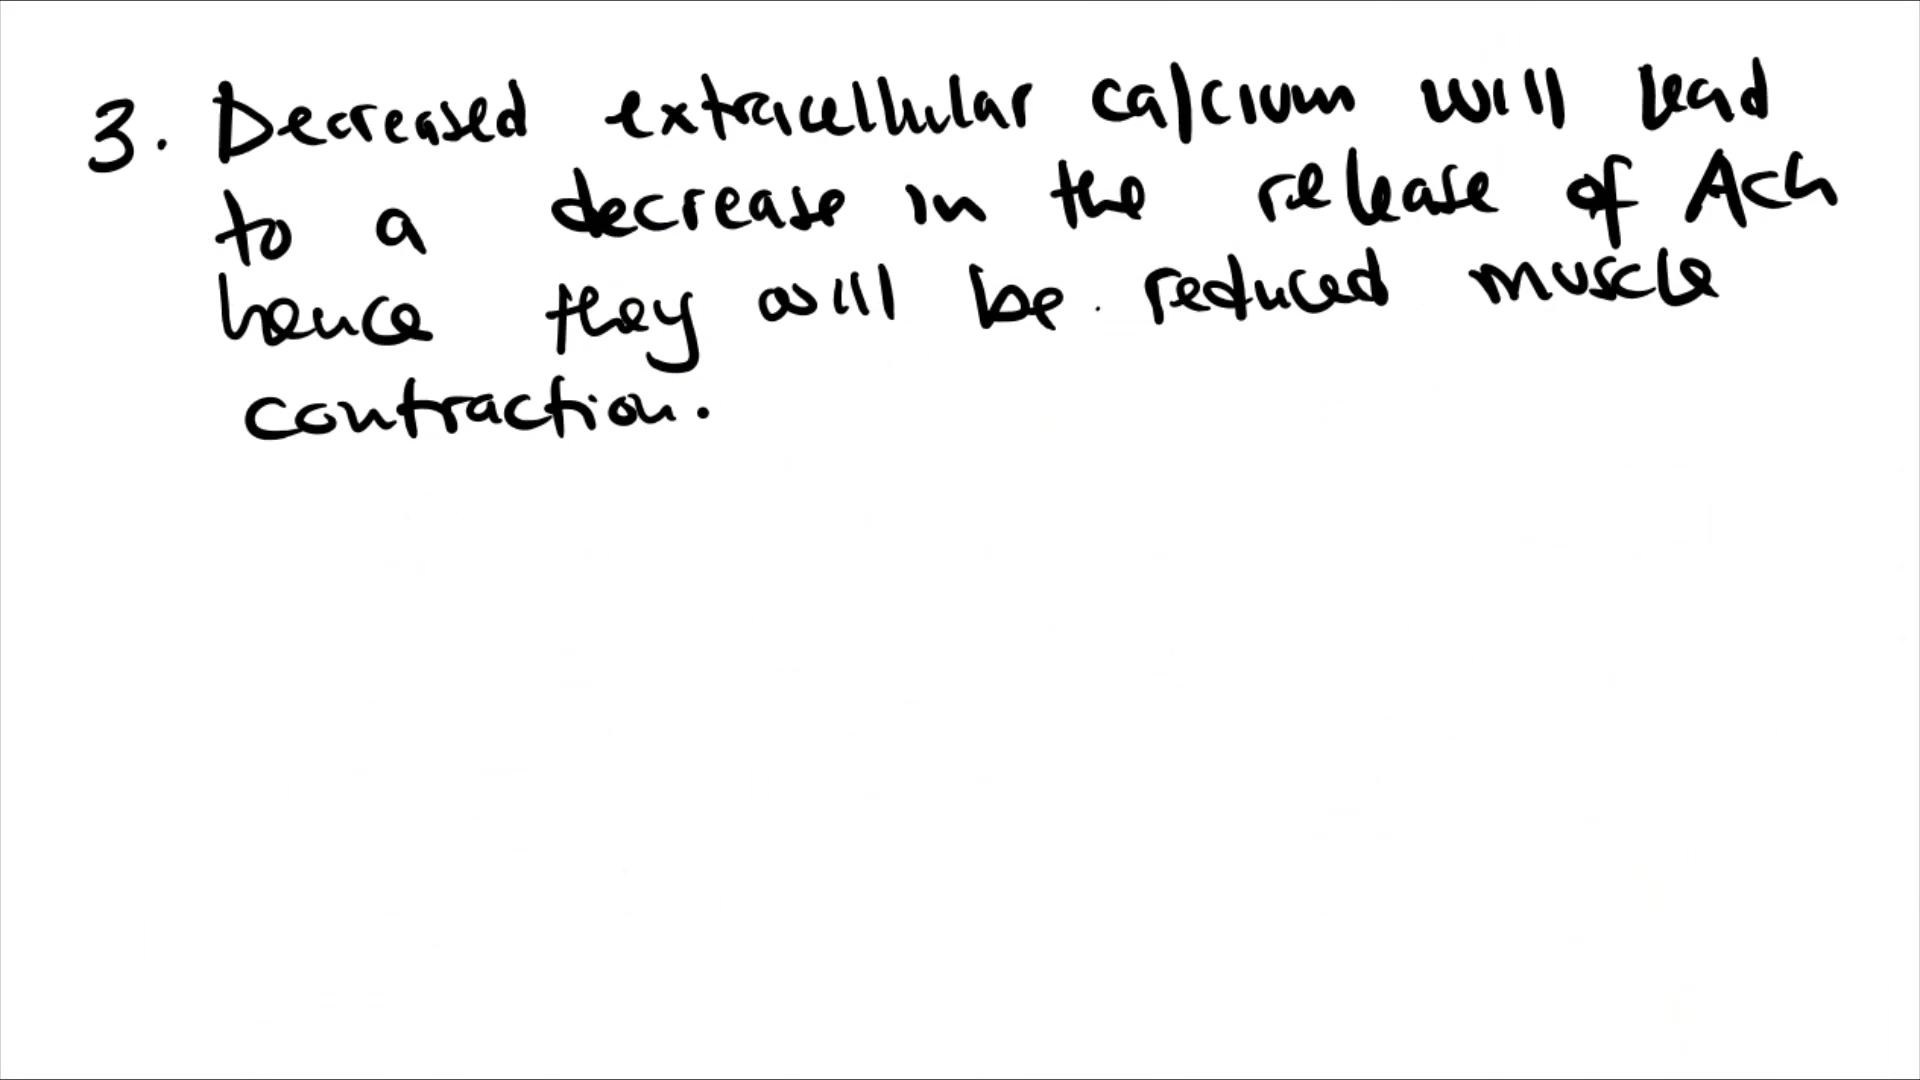 3. Decreased extracellular calcium will lead
to a decrease in the release of Ach
hence they will be reduced muscle
contraction.